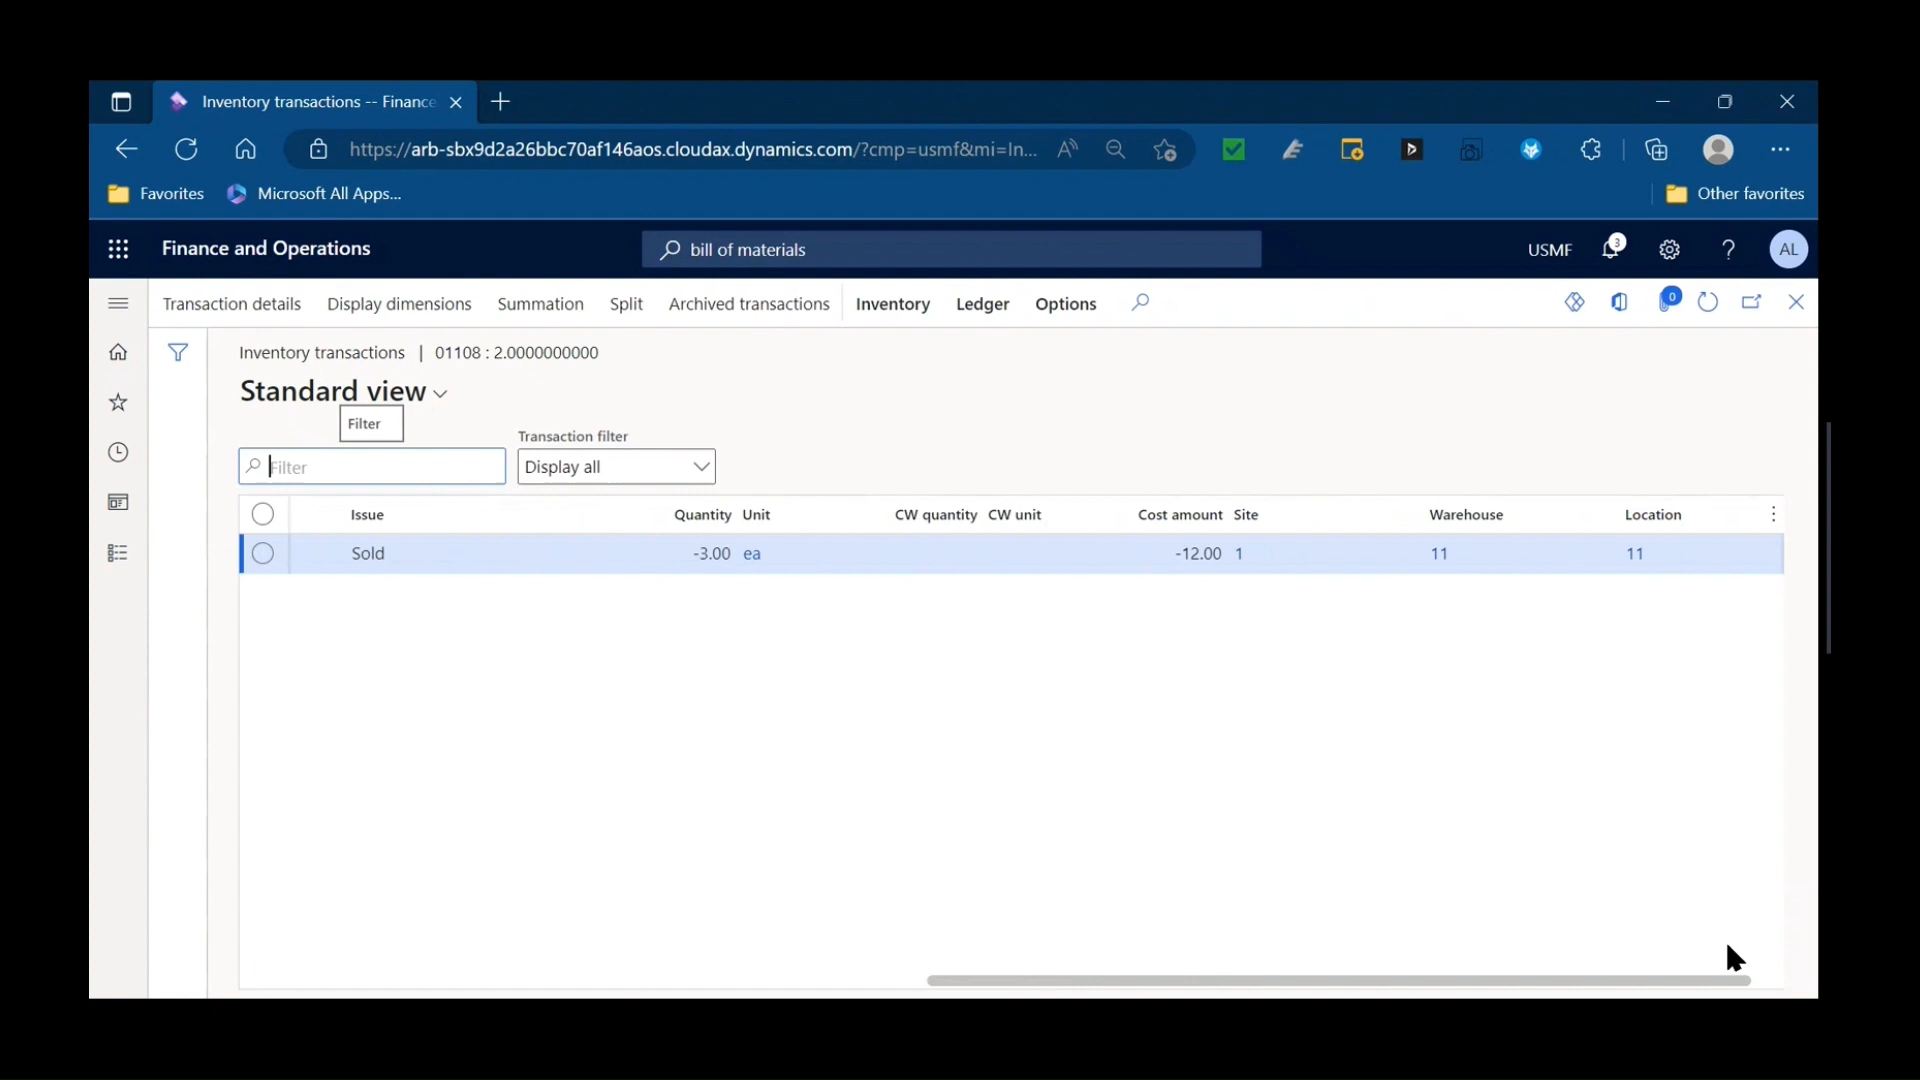 Inventory transactions -- Finance
https://arb-sbx9d2a26bbc70af146aos.cloudax.dynamics.com/?cmp=usmf&mi=In...
Favorites Microsoft All Apps... Other favorites
Finance and Operations bill of materials USMF 3 ? AL
Transaction details Display dimensions Summation Split Archived transactions Inventory Ledger Options 0
Inventory transactions | 01108 : 2.0000000000
Standard view
Filter
Transaction filter
Filter Display all
Issue Quantity Unit CW quantity CW unit Cost amount Site Warehouse Location
Sold -3.00 ea -12.00 1 11 11